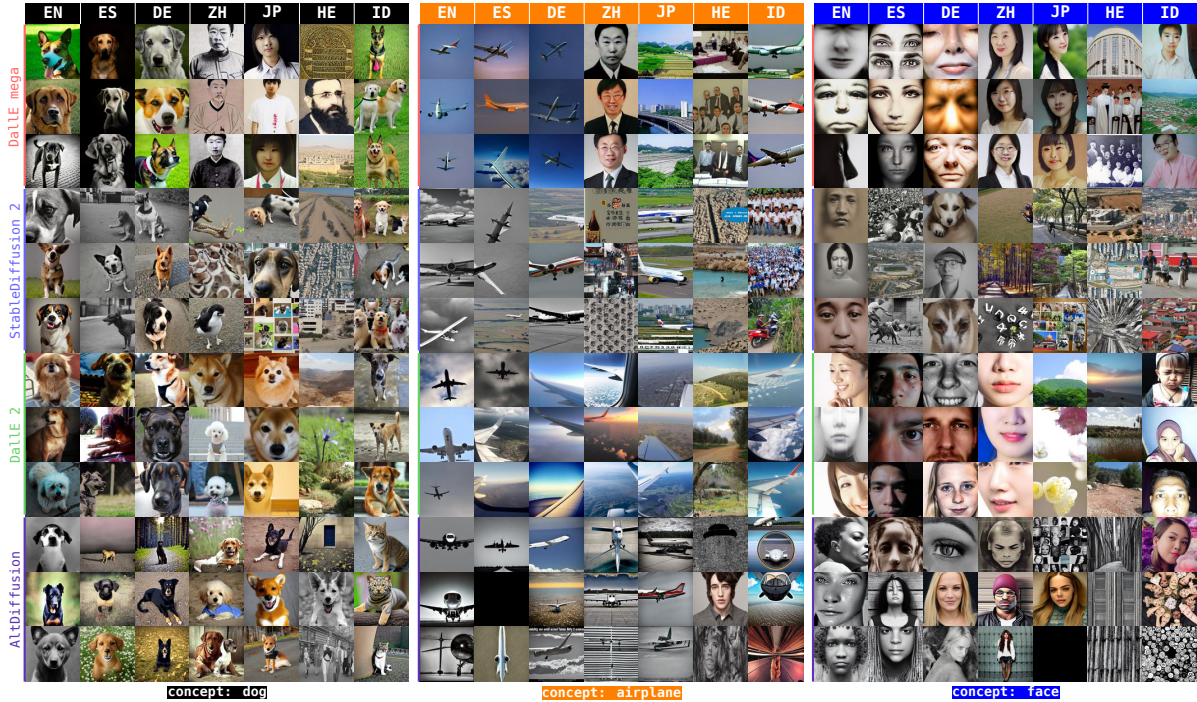 EN ES DE ZH JP HE ID
EN ES DE ZH JP HE ID
EN ES DE ZH JP HE ID
DallE mega
StableDiffusion 2
DallE 2
AltDiffusion
concept: dog
concept: airplane
concept: face